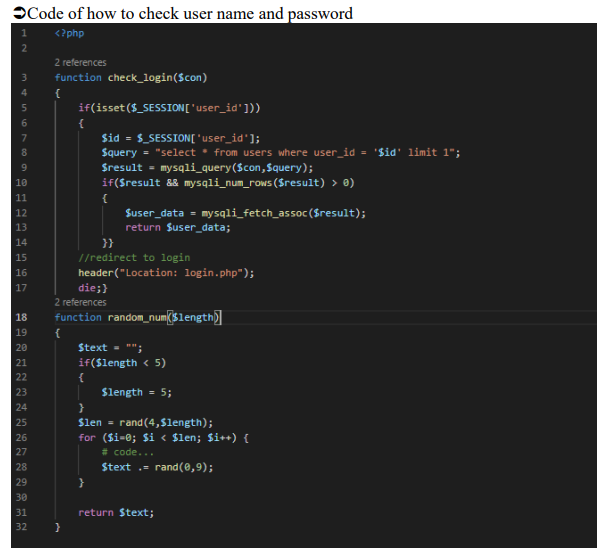 ➲Code of how to check user name and password
1 <?php
2
2 references
3 function check_login($con)
4 {
5 if(isset($_SESSION['user_id']))
6 {
7 $id = $_SESSION['user_id'];
8 $query = "select * from users where user_id = '$id' limit 1";
9 $result = mysqli_query($con,$query);
10 if($result && mysqli_num_rows($result) > 0)
11 {
12 $user_data = mysqli_fetch_assoc($result);
13 return $user_data;
14 }}
15 //redirect to login
16 header("Location: login.php");
17 die;}
2 references
18 function random_num($length)
19 {
20 $text = "";
21 if($length < 5)
22 {
23 $length = 5;
24 }
25 $len = rand(4,$length);
26 for ($i=0; $i < $len; $i++) {
27 # code...
28 $text .= rand(0,9);
29 }
30
31 return $text;
32 }